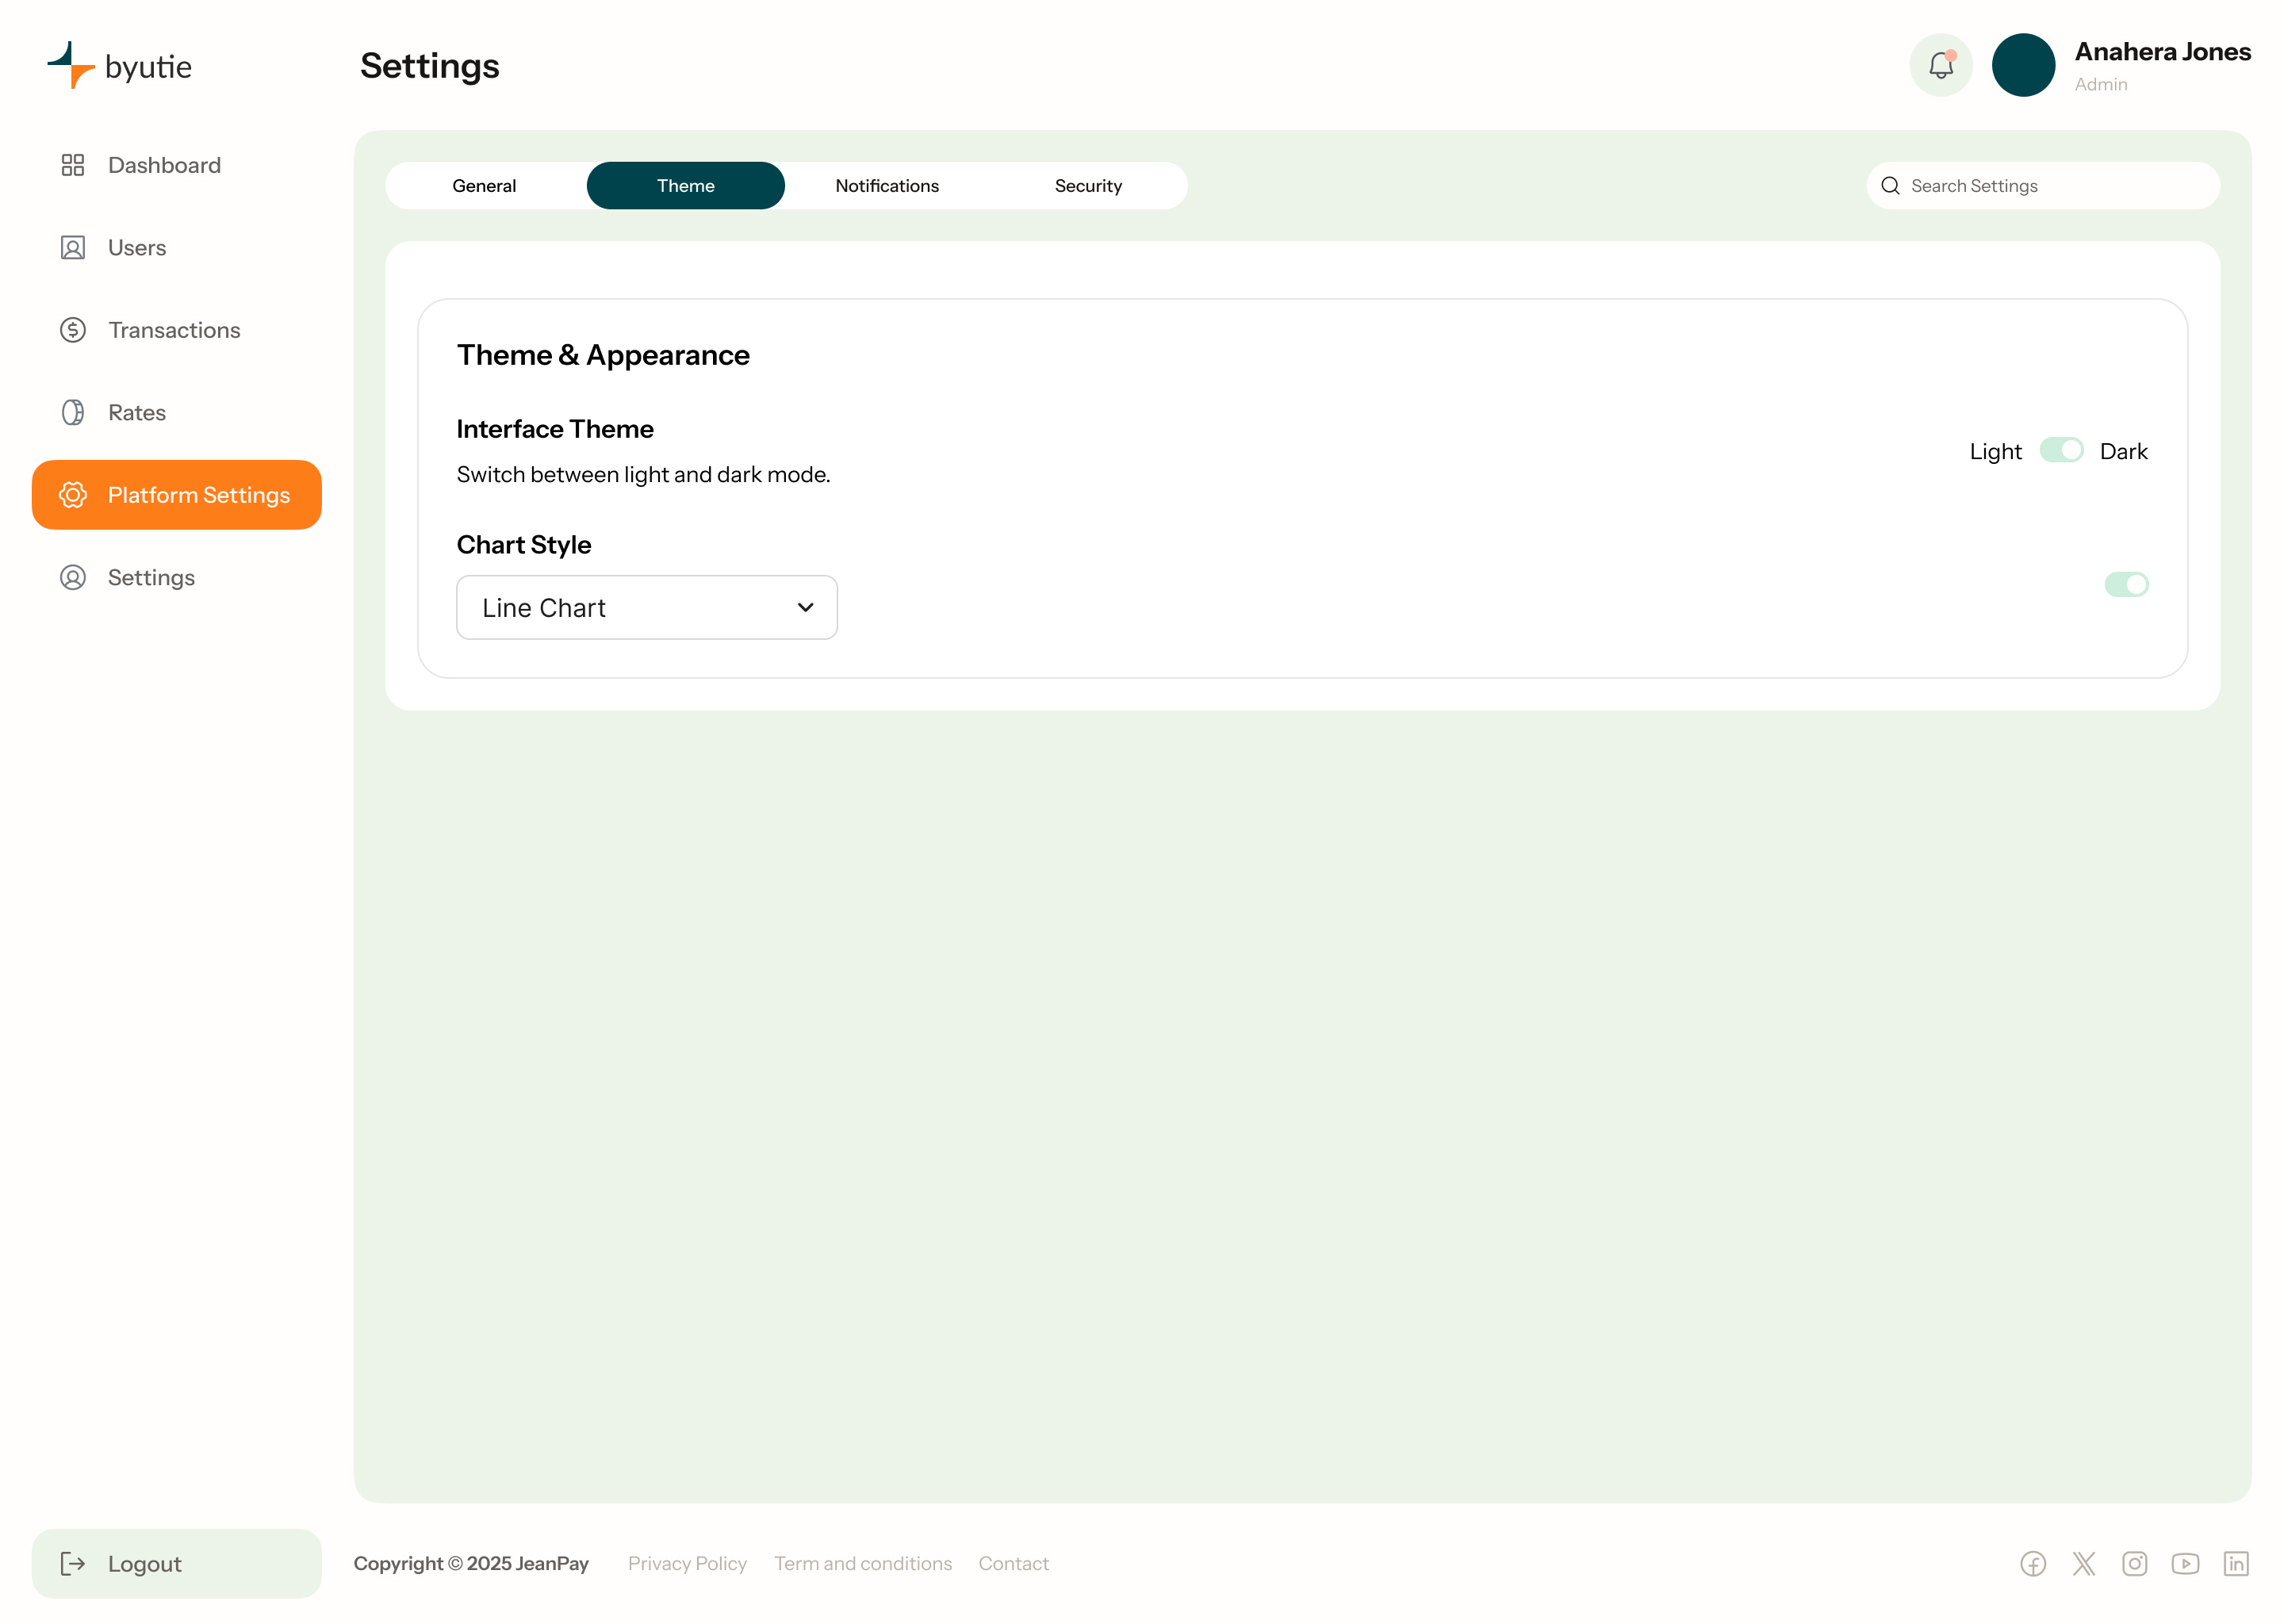 byutie
Settings
Anahera Jones
Admin
Dashboard
Users
Transactions
Rates
Platform Settings
Settings
General
Theme
Notifications
Security
Search Settings
Theme & Appearance
Interface Theme
Switch between light and dark mode.
Light
Dark
Chart Style
Line Chart
Logout
Copyright © 2025 JeanPay
Privacy Policy
Term and conditions
Contact